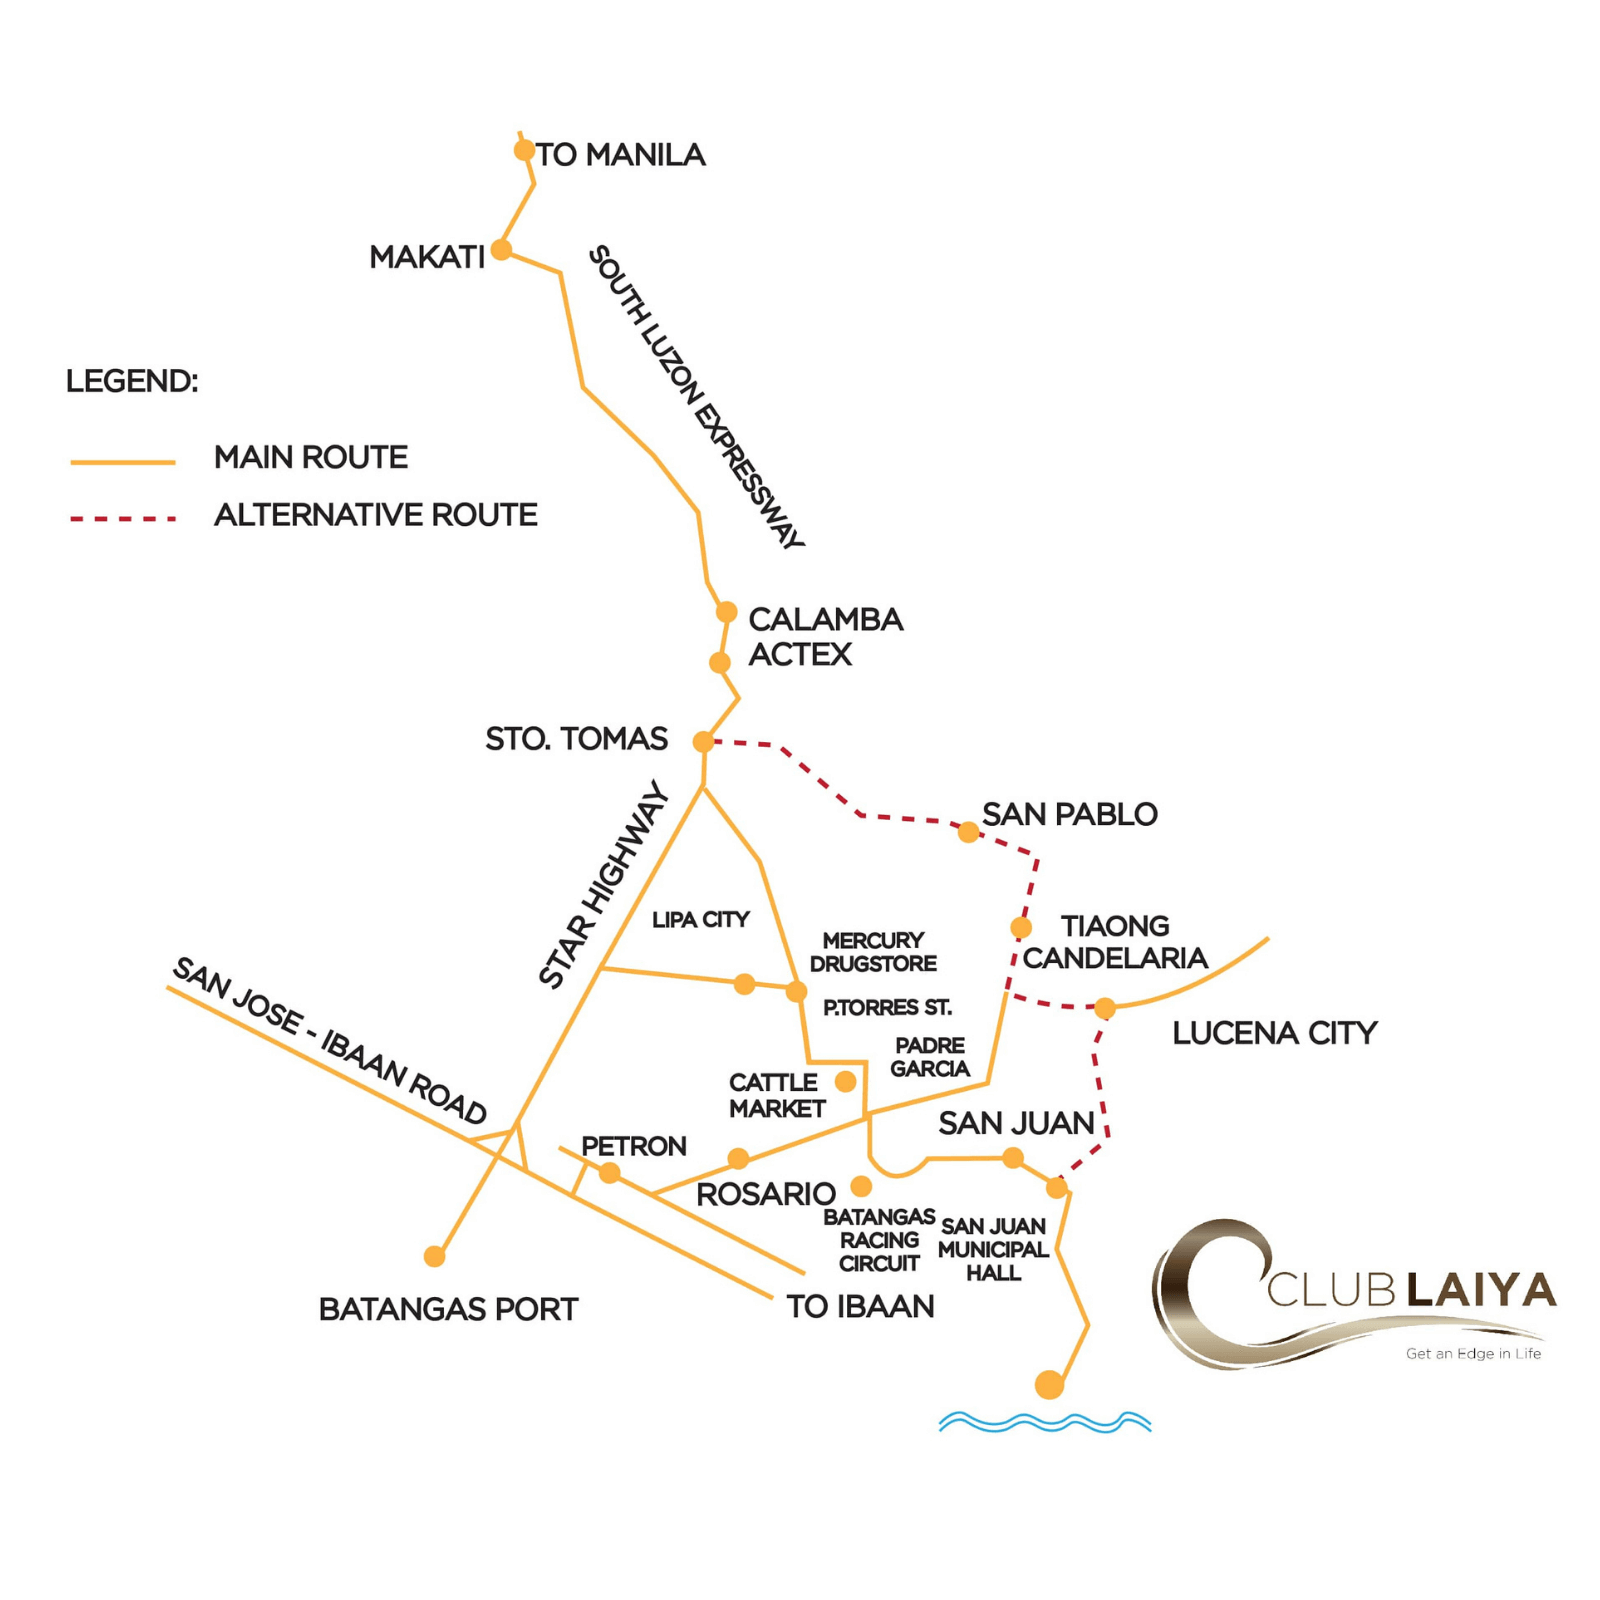 TO MANILA
MAKATI
SOUTH LUZON EXPRESSWAY
LEGEND:
MAIN ROUTE
ALTERNATIVE ROUTE
CALAMBA
ACTEX
STO. TOMAS
STAR HIGHWAY
SAN PABLO
LIPA CITY
MERCURY
DRUGSTORE
TIAONG
CANDELARIA
SAN JOSE - IBAAN ROAD
P.TORRES ST.
LUCENA CITY
PADRE
GARCIA
CATTLE
MARKET
SAN JUAN
PETRON
ROSARIO
BATANGAS
RACING
CIRCUIT
SAN JUAN
MUNICIPAL
HALL
BATANGAS PORT
TO IBAAN
CLUB LAIYA
Get an Edge in Life